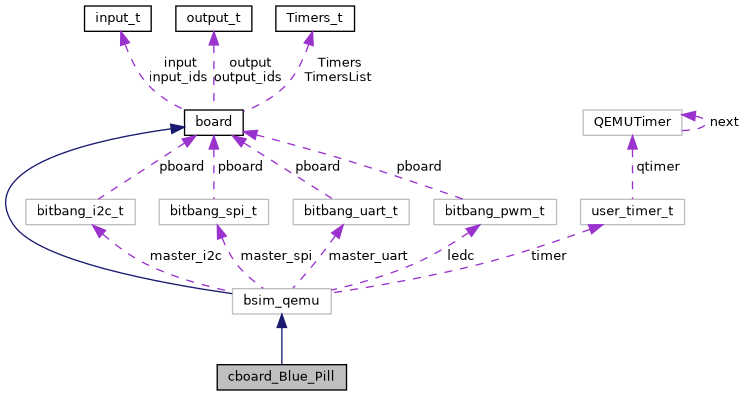 input_t
output_t
Timers_t
input
input_ids
output
output_ids
Timers
TimersList
board
QEMUTimer
next
pboard
pboard
pboard
pboard
qtimer
bitbang_i2c_t
bitbang_spi_t
bitbang_uart_t
bitbang_pwm_t
user_timer_t
master_i2c
master_spi
master_uart
ledc
timer
bsim_qemu
cboard_Blue_Pill